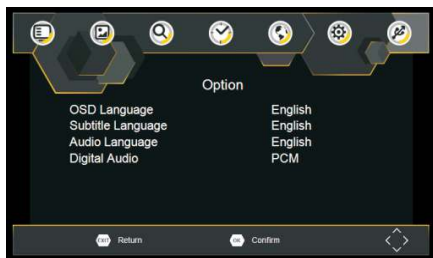 Option
OSD Language English
Subtitle Language English
Audio Language English
Digital Audio PCM
EXIT Return OK Confirm